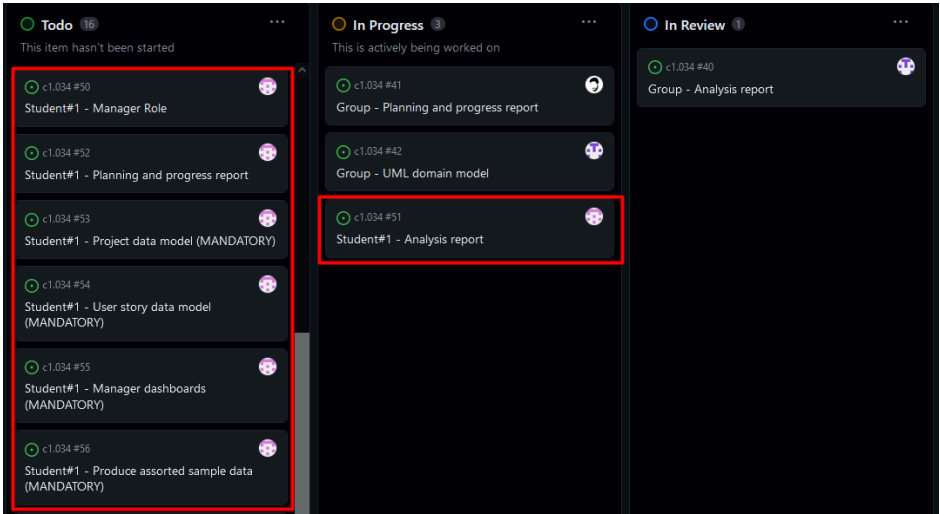 Todo 16
This item hasn't been started
c1.034 #50
Student#1 - Manager Role
c1.034 #52
Student#1 - Planning and progress report
c1.034 #53
Student#1 - Project data model (MANDATORY)
c1.034 #54
Student#1 - User story data model
(MANDATORY)
c1.034 #55
Student#1 - Manager dashboards
(MANDATORY)
c1.034 #56
Student#1 - Produce assorted sample data
(MANDATORY)
In Progress 3
This is actively being worked on
c1.034 #41
Group - Planning and progress report
c1.034 #42
Group - UML domain model
c1.034 #51
Student#1 - Analysis report
In Review 1
c1.034 #40
Group - Analysis report